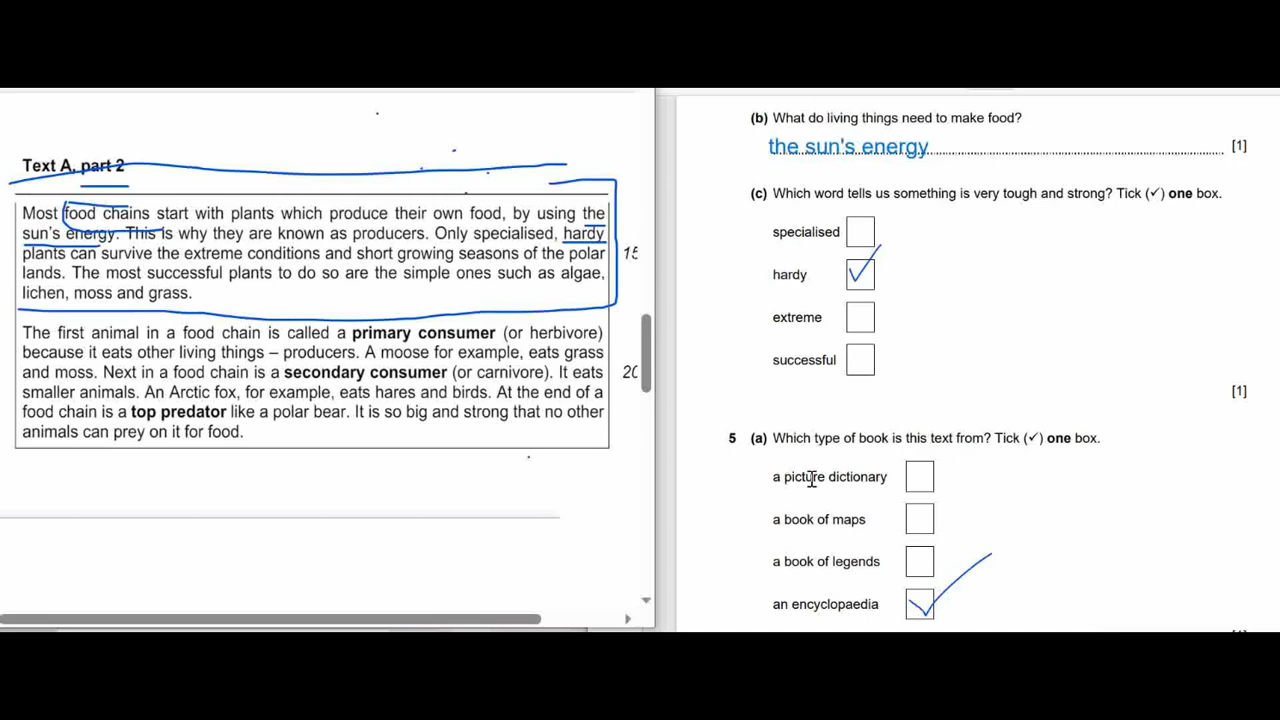 Text A, part 2
Most food chains start with plants which produce their own food, by using the
sun's energy. This is why they are known as producers. Only specialised, hardy
plants can survive the extreme conditions and short growing seasons of the polar
15
lands. The most successful plants to do so are the simple ones such as algae,
lichen, moss and grass.
The first animal in a food chain is called a primary consumer (or herbivore)
because it eats other living things – producers. A moose for example, eats grass
and moss. Next in a food chain is a secondary consumer (or carnivore). It eats
20
smaller animals. An Arctic fox, for example, eats hares and birds. At the end of a
food chain is a top predator like a polar bear. It is so big and strong that no other
animals can prey on it for food.
(b) What do living things need to make food?
the sun's energy
[1]
(c) Which word tells us something is very tough and strong? Tick (✓) one box.
specialised
hardy
extreme
successful
[1]
5 (a) Which type of book is this text from? Tick (✓) one box.
a picture dictionary
a book of maps
a book of legends
an encyclopaedia